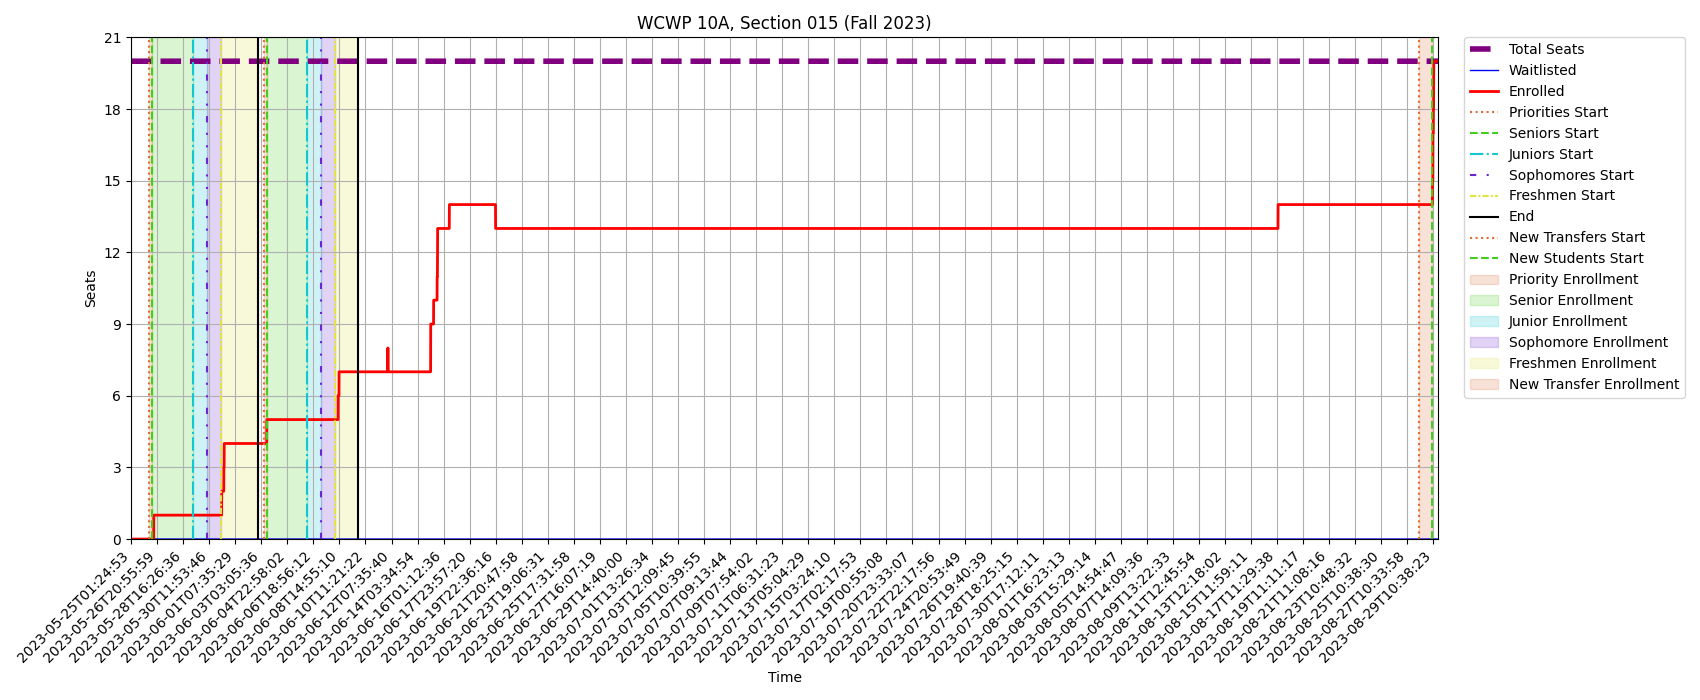 WCWP 10A, Section 015 (Fall 2023)
Seats
21
18
15
12
9
6
3
0
2023-05-25T01:24:53
2023-05-26T20:55:59
2023-05-28T16:26:36
2023-05-30T11:53:46
2023-06-01T07:35:29
2023-06-03T03:05:36
2023-06-04T22:58:02
2023-06-06T18:56:12
2023-06-08T14:55:10
2023-06-10T11:21:22
2023-06-12T07:35:40
2023-06-14T03:34:54
2023-06-16T01:12:36
2023-06-17T23:57:20
2023-06-19T22:36:16
2023-06-21T20:47:58
2023-06-23T19:06:31
2023-06-25T17:31:58
2023-06-27T16:07:19
2023-06-29T14:40:00
2023-07-01T13:26:34
2023-07-03T12:09:45
2023-07-05T10:39:55
2023-07-07T09:13:44
2023-07-09T07:54:02
2023-07-11T06:31:23
2023-07-13T05:04:29
2023-07-15T03:24:10
2023-07-17T02:17:53
2023-07-19T00:55:08
2023-07-20T23:33:07
2023-07-22T22:17:56
2023-07-24T20:53:49
2023-07-26T19:40:39
2023-07-28T18:25:15
2023-07-30T17:12:11
2023-08-01T16:23:13
2023-08-03T15:29:14
2023-08-05T14:54:47
2023-08-07T14:09:36
2023-08-09T13:22:33
2023-08-11T12:45:54
2023-08-13T12:18:02
2023-08-15T11:59:11
2023-08-17T11:29:38
2023-08-19T11:11:17
2023-08-21T11:08:16
2023-08-23T10:48:32
2023-08-25T10:38:30
2023-08-27T10:33:58
2023-08-29T10:38:23
Time
Total Seats
Waitlisted
Enrolled
Priorities Start
Seniors Start
Juniors Start
Sophomores Start
Freshmen Start
End
New Transfers Start
New Students Start
Priority Enrollment
Senior Enrollment
Junior Enrollment
Sophomore Enrollment
Freshmen Enrollment
New Transfer Enrollment